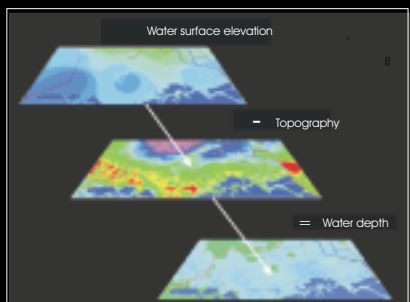 Water surface elevation
- Topography
= Water depth